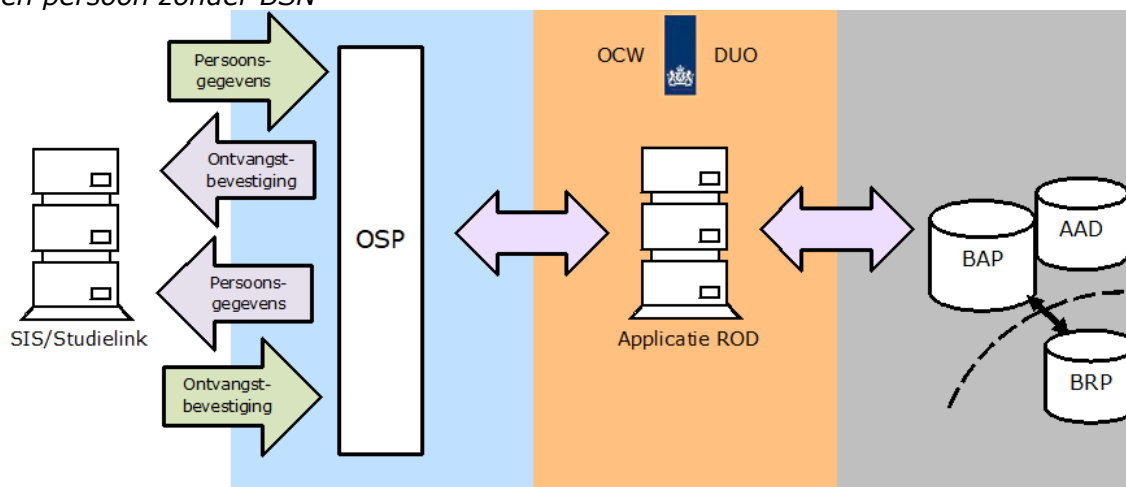 en persoon zonder BSN
Persoons-
gegevens
OCW
DUO
Ontvangst-
bevestiging
OSP
AAD
BAP
Persoons-
gegevens
SIS/Studielink
Applicatie ROD
BRP
Ontvangst-
bevestiging